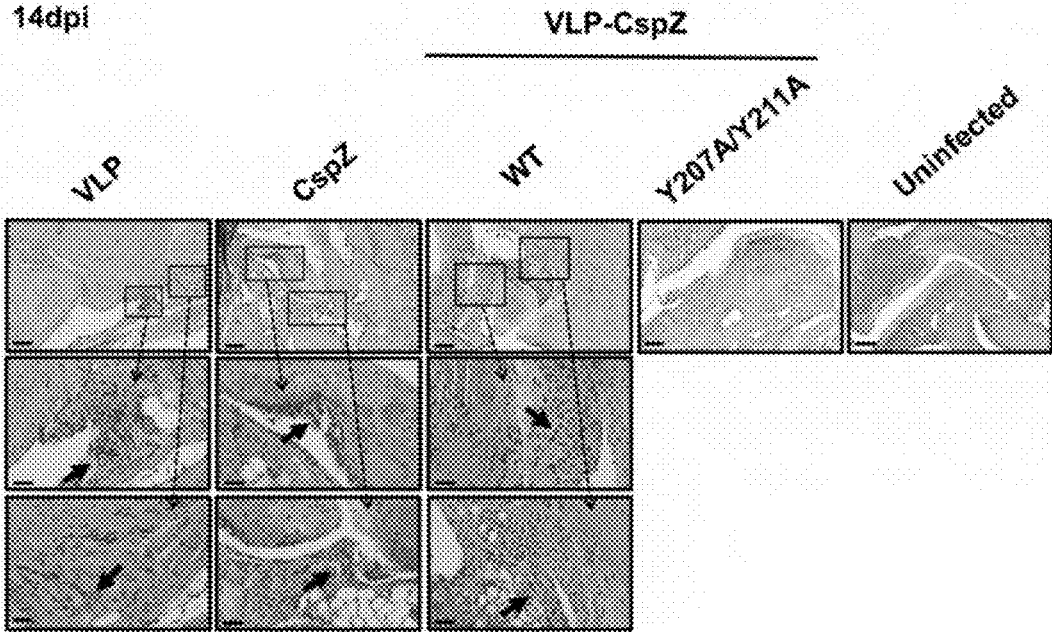 14dpi
VLP-CspZ
VLP
CspZ
WT
Y207A/Y211A
Uninfected